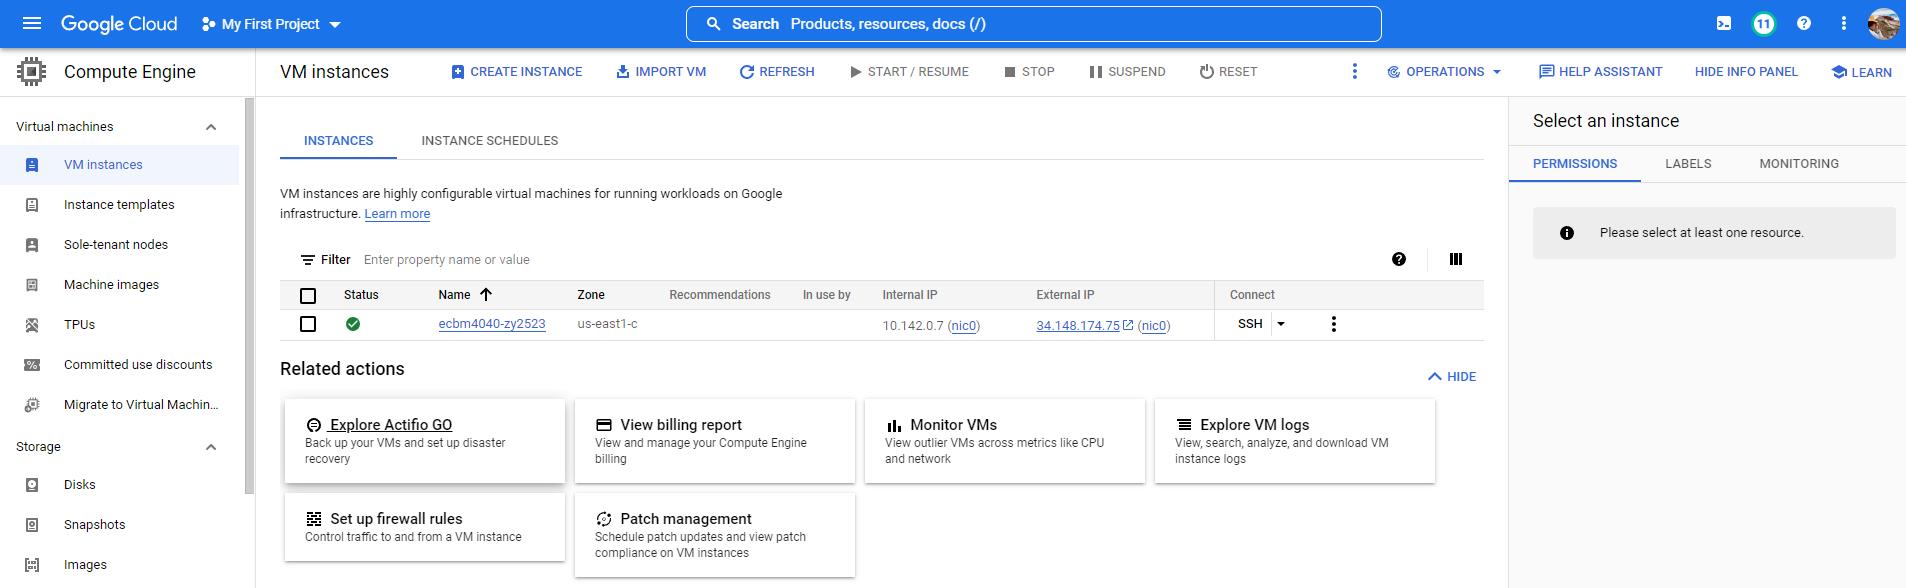 Google Cloud My First Project Search Products, resources, docs (/) 11
Compute Engine
VM instances CREATE INSTANCE IMPORT VM REFRESH START / RESUME STOP SUSPEND RESET OPERATIONS HELP ASSISTANT HIDE INFO PANEL LEARN
Virtual machines
VM instances
Instance templates
Sole-tenant nodes
Machine images
TPUs
Committed use discounts
Migrate to Virtual Machin...
Storage
Disks
Snapshots
Images
INSTANCES INSTANCE SCHEDULES
VM instances are highly configurable virtual machines for running workloads on Google
infrastructure. Learn more
Filter Enter property name or value
Status Name Zone Recommendations In use by Internal IP External IP Connect
ecbm4040-zy2523 us-east1-c 10.142.0.7 (nic0) 34.148.174.75 (nic0) SSH
Related actions
HIDE
Explore Actifio GO
Back up your VMs and set up disaster
recovery
View billing report
View and manage your Compute Engine
billing
Monitor VMs
View outlier VMs across metrics like CPU
and network
Explore VM logs
View, search, analyze, and download VM
instance logs
Set up firewall rules
Control traffic to and from a VM instance
Patch management
Schedule patch updates and view patch
compliance on VM instances
Select an instance
PERMISSIONS LABELS MONITORING
Please select at least one resource.